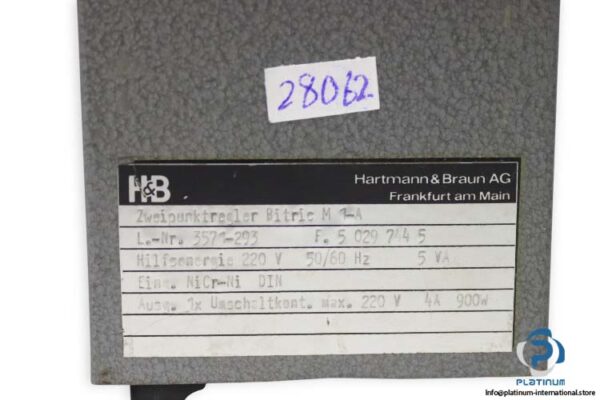 28062
H&B
Hartmann & Braun AG
Frankfurt am Main
Zweipunktregler Bitric M 1-A
L.-Nr. 3571-293 F. 5 029 744 5
Hilfsenergie 220 V 50/60 Hz 5 VA
Eing. NiCr-Ni DIN
Ausg. 1x Umschaltkont. max. 220 V 4A 900W
PLATINUM
INTERNATIONAL
Info@platinum-international.store